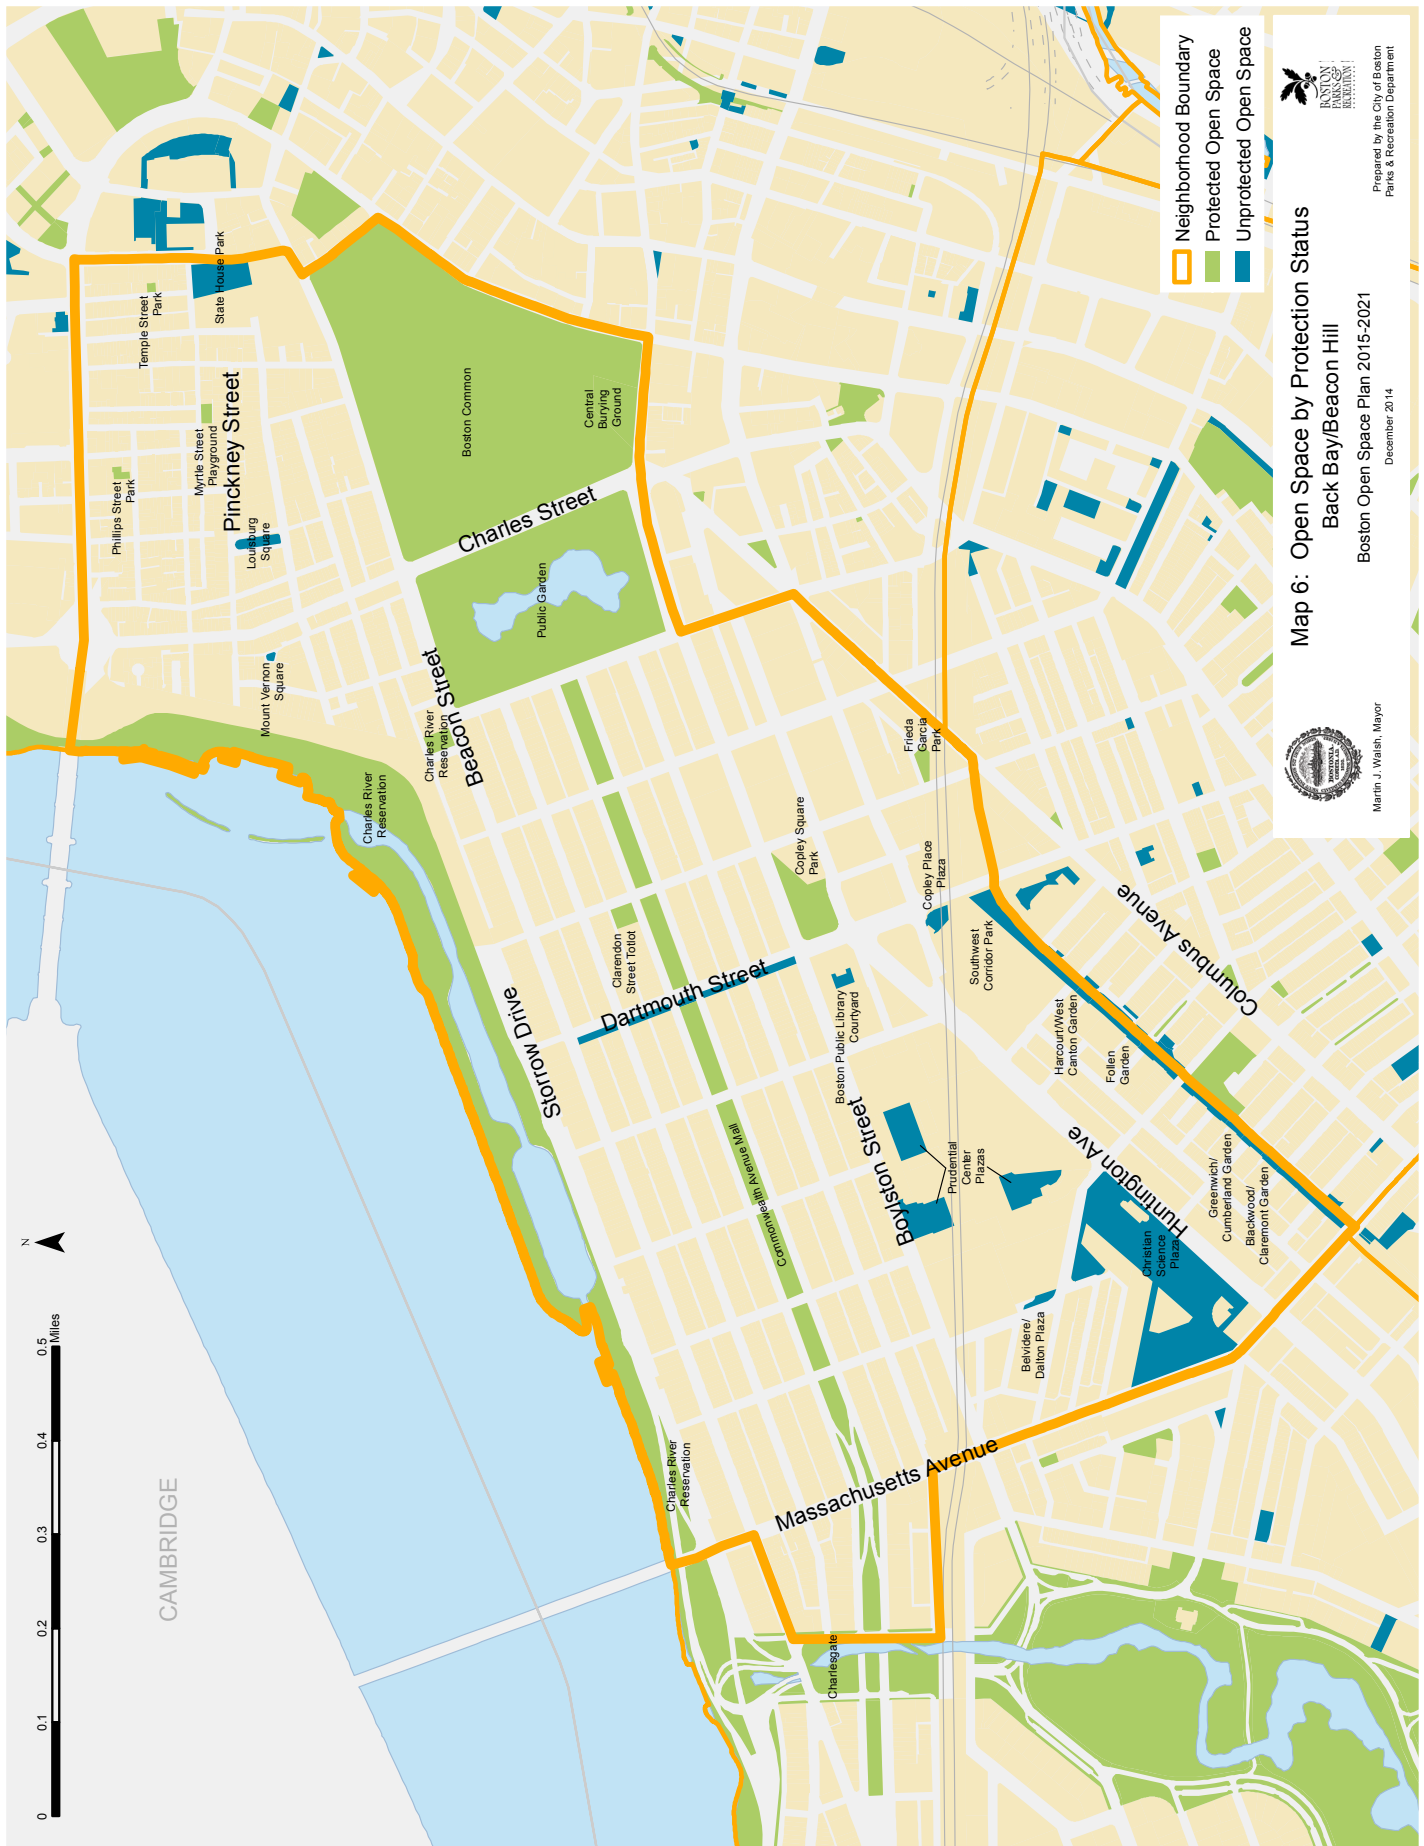 Neighborhood Boundary
Protected Open Space
Unprotected Open Space
BOSTON
PARKS &
RECREATION
Map 6:  Open Space by Protection Status
Back Bay/Beacon Hill
Boston Open Space Plan 2015-2021
December 2014
Prepared by the City of Boston
Parks & Recreation Department
Martin J. Walsh, Mayor
BOSTONIA
N
0
0.1
0.2
0.3
0.4
0.5
Miles
CAMBRIDGE
Temple Street
Park
State House Park
Phillips Street
Park
Myrtle Street
Playground
Pinckney Street
Louisburg
Square
Mount Vernon
Square
Boston Common
Central
Burying
Ground
Charles Street
Public Garden
Beacon Street
Charles River
Reservation
Charles River
Reservation
Storrow Drive
Clarendon
Street Totlot
Dartmouth Street
Copley Square
Park
Frieda
Garcia
Park
Copley Place
Plaza
Southwest
Corridor Park
Columbus Avenue
Boston Public Library
Courtyard
Harcourt/West
Canton Garden
Follen
Garden
Commonwealth Avenue Mall
Boylston Street
Prudential
Center
Plazas
Huntington Ave
Greenwich/
Cumberland Garden
Blackwood/
Claremont Garden
Christian
Science
Plaza
Belvidere/
Dalton Plaza
Massachusetts Avenue
Charles River
Reservation
Charlesgate